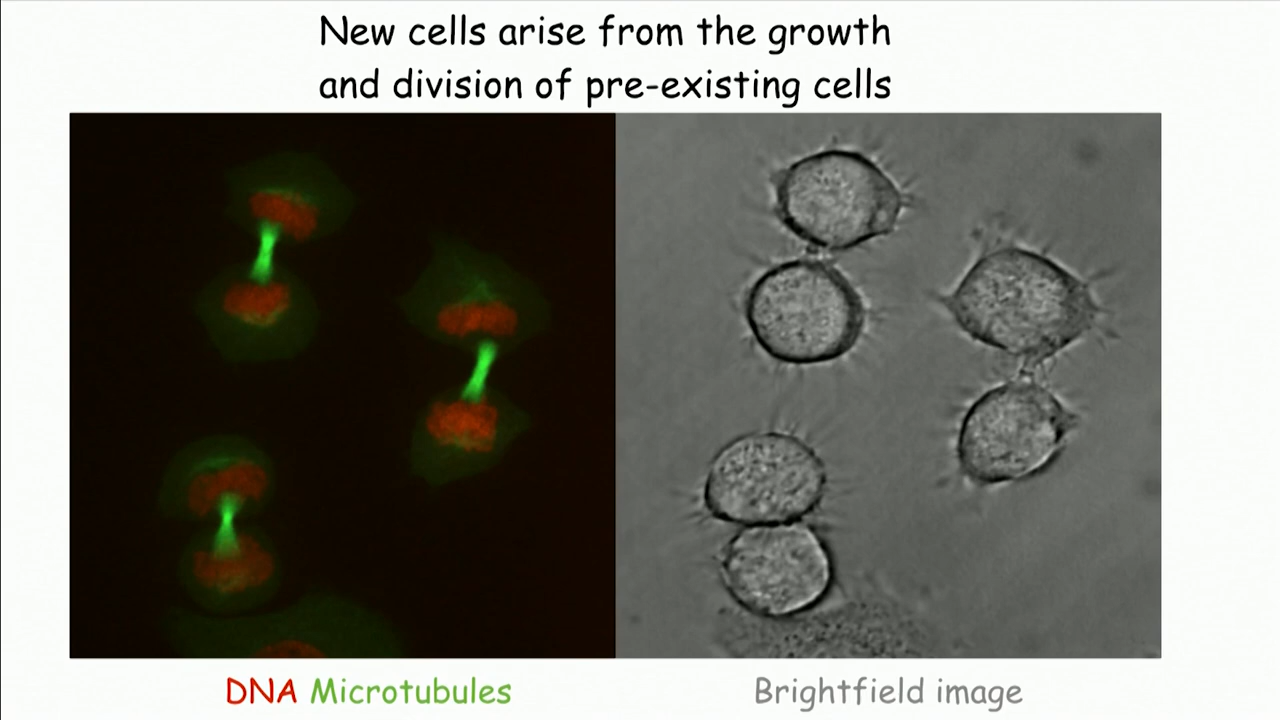 New cells arise from the growth
and division of pre-existing cells
DNA Microtubules
Brightfield image